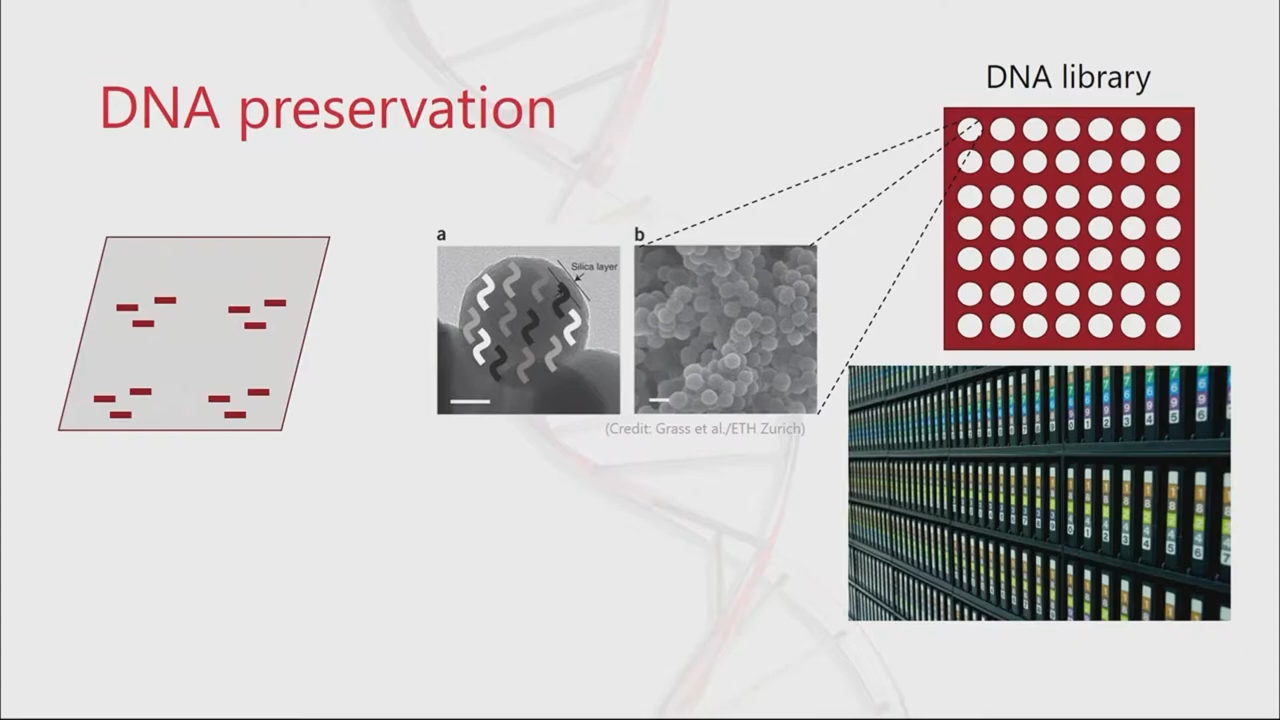 DNA preservation
DNA library
a
b
Silica layer
(Credit: Grass et al./ETH Zurich)